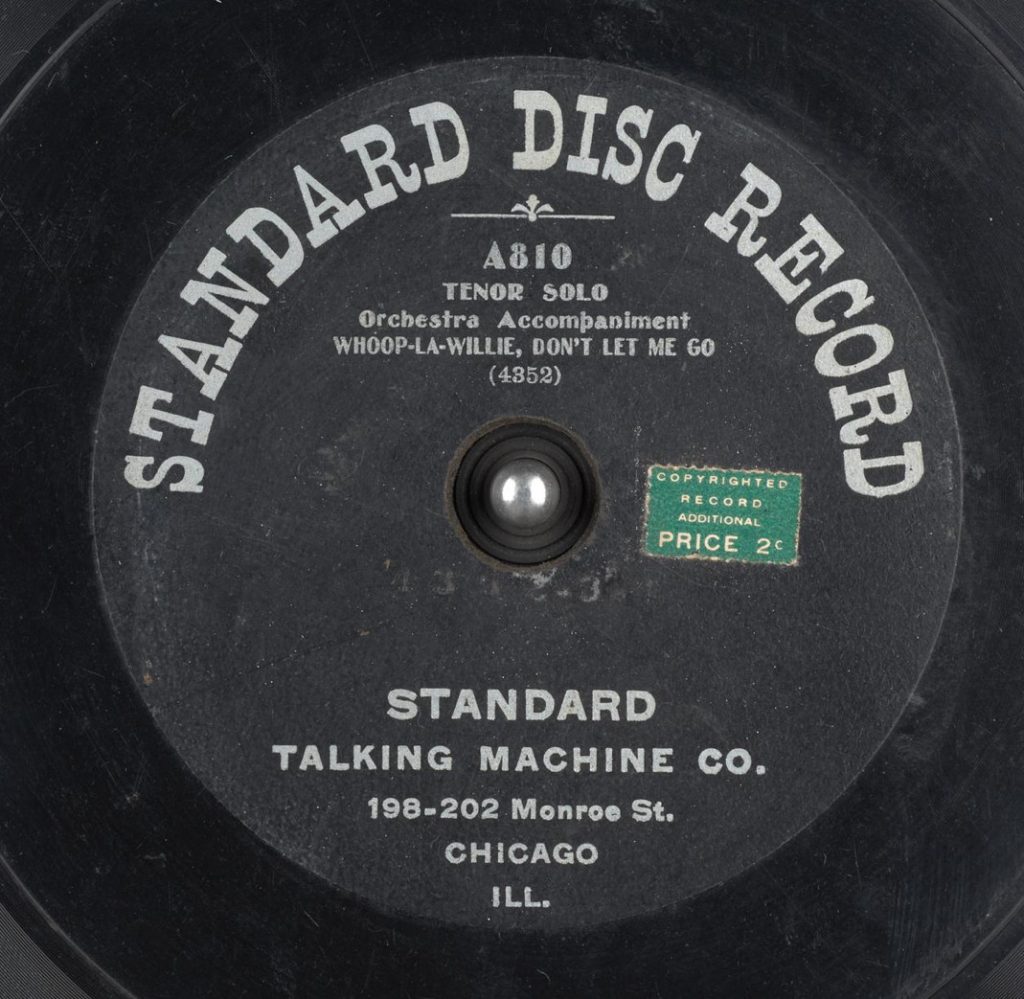 STANDARD DISC RECORD
A810
TENOR SOLO
Orchestra Accompaniment
WHOOP-LA-WILLIE, DON'T LET ME GO
(4352)
COPYRIGHTED
RECORD
ADDITIONAL
PRICE 2c
STANDARD
TALKING MACHINE CO.
198-202 Monroe St.
CHICAGO
ILL.